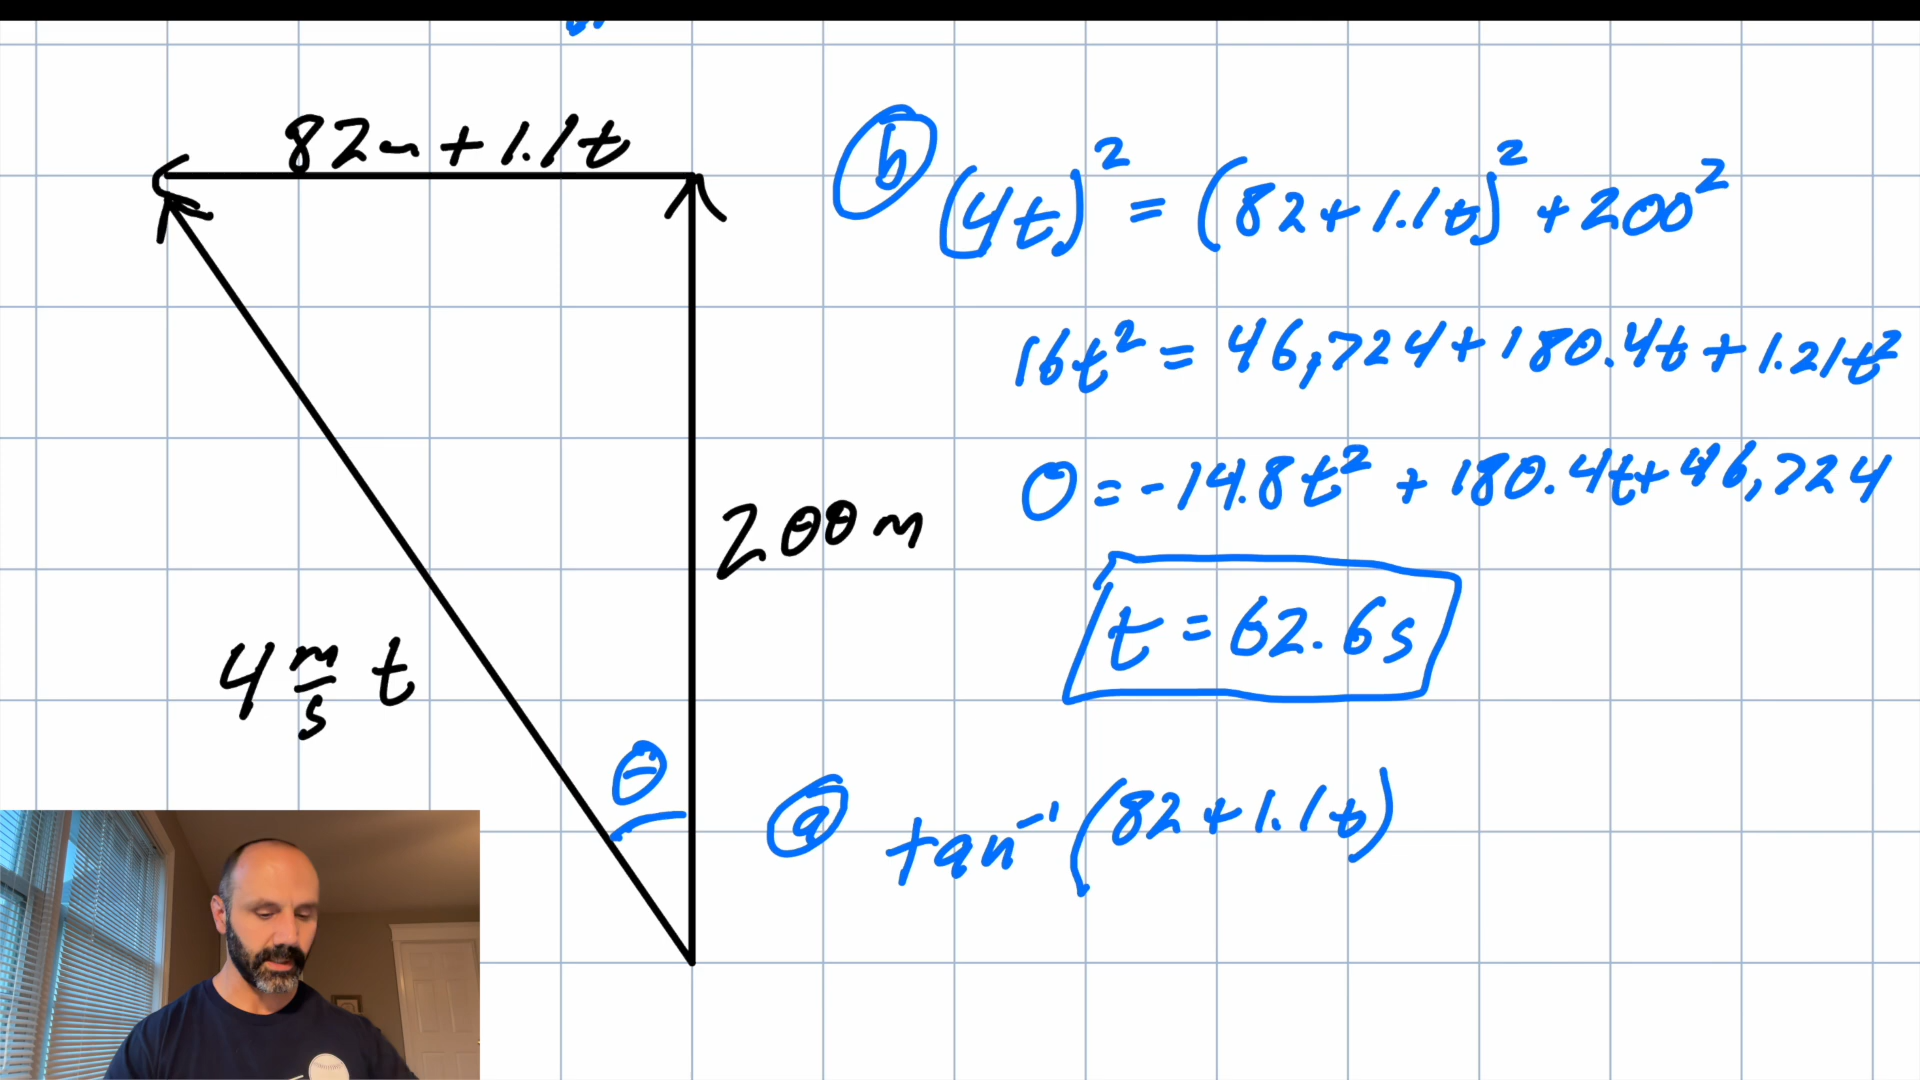 82m + 1.1t
200m
4 m/s t
θ
ⓑ (4t)² = (82 + 1.1t)² + 200²
16t² = 46,724 + 180.4t + 1.21t²
0 = -14.8t² + 180.4t + 46,724
t = 62.6s
ⓐ tan⁻¹(82 + 1.1t)